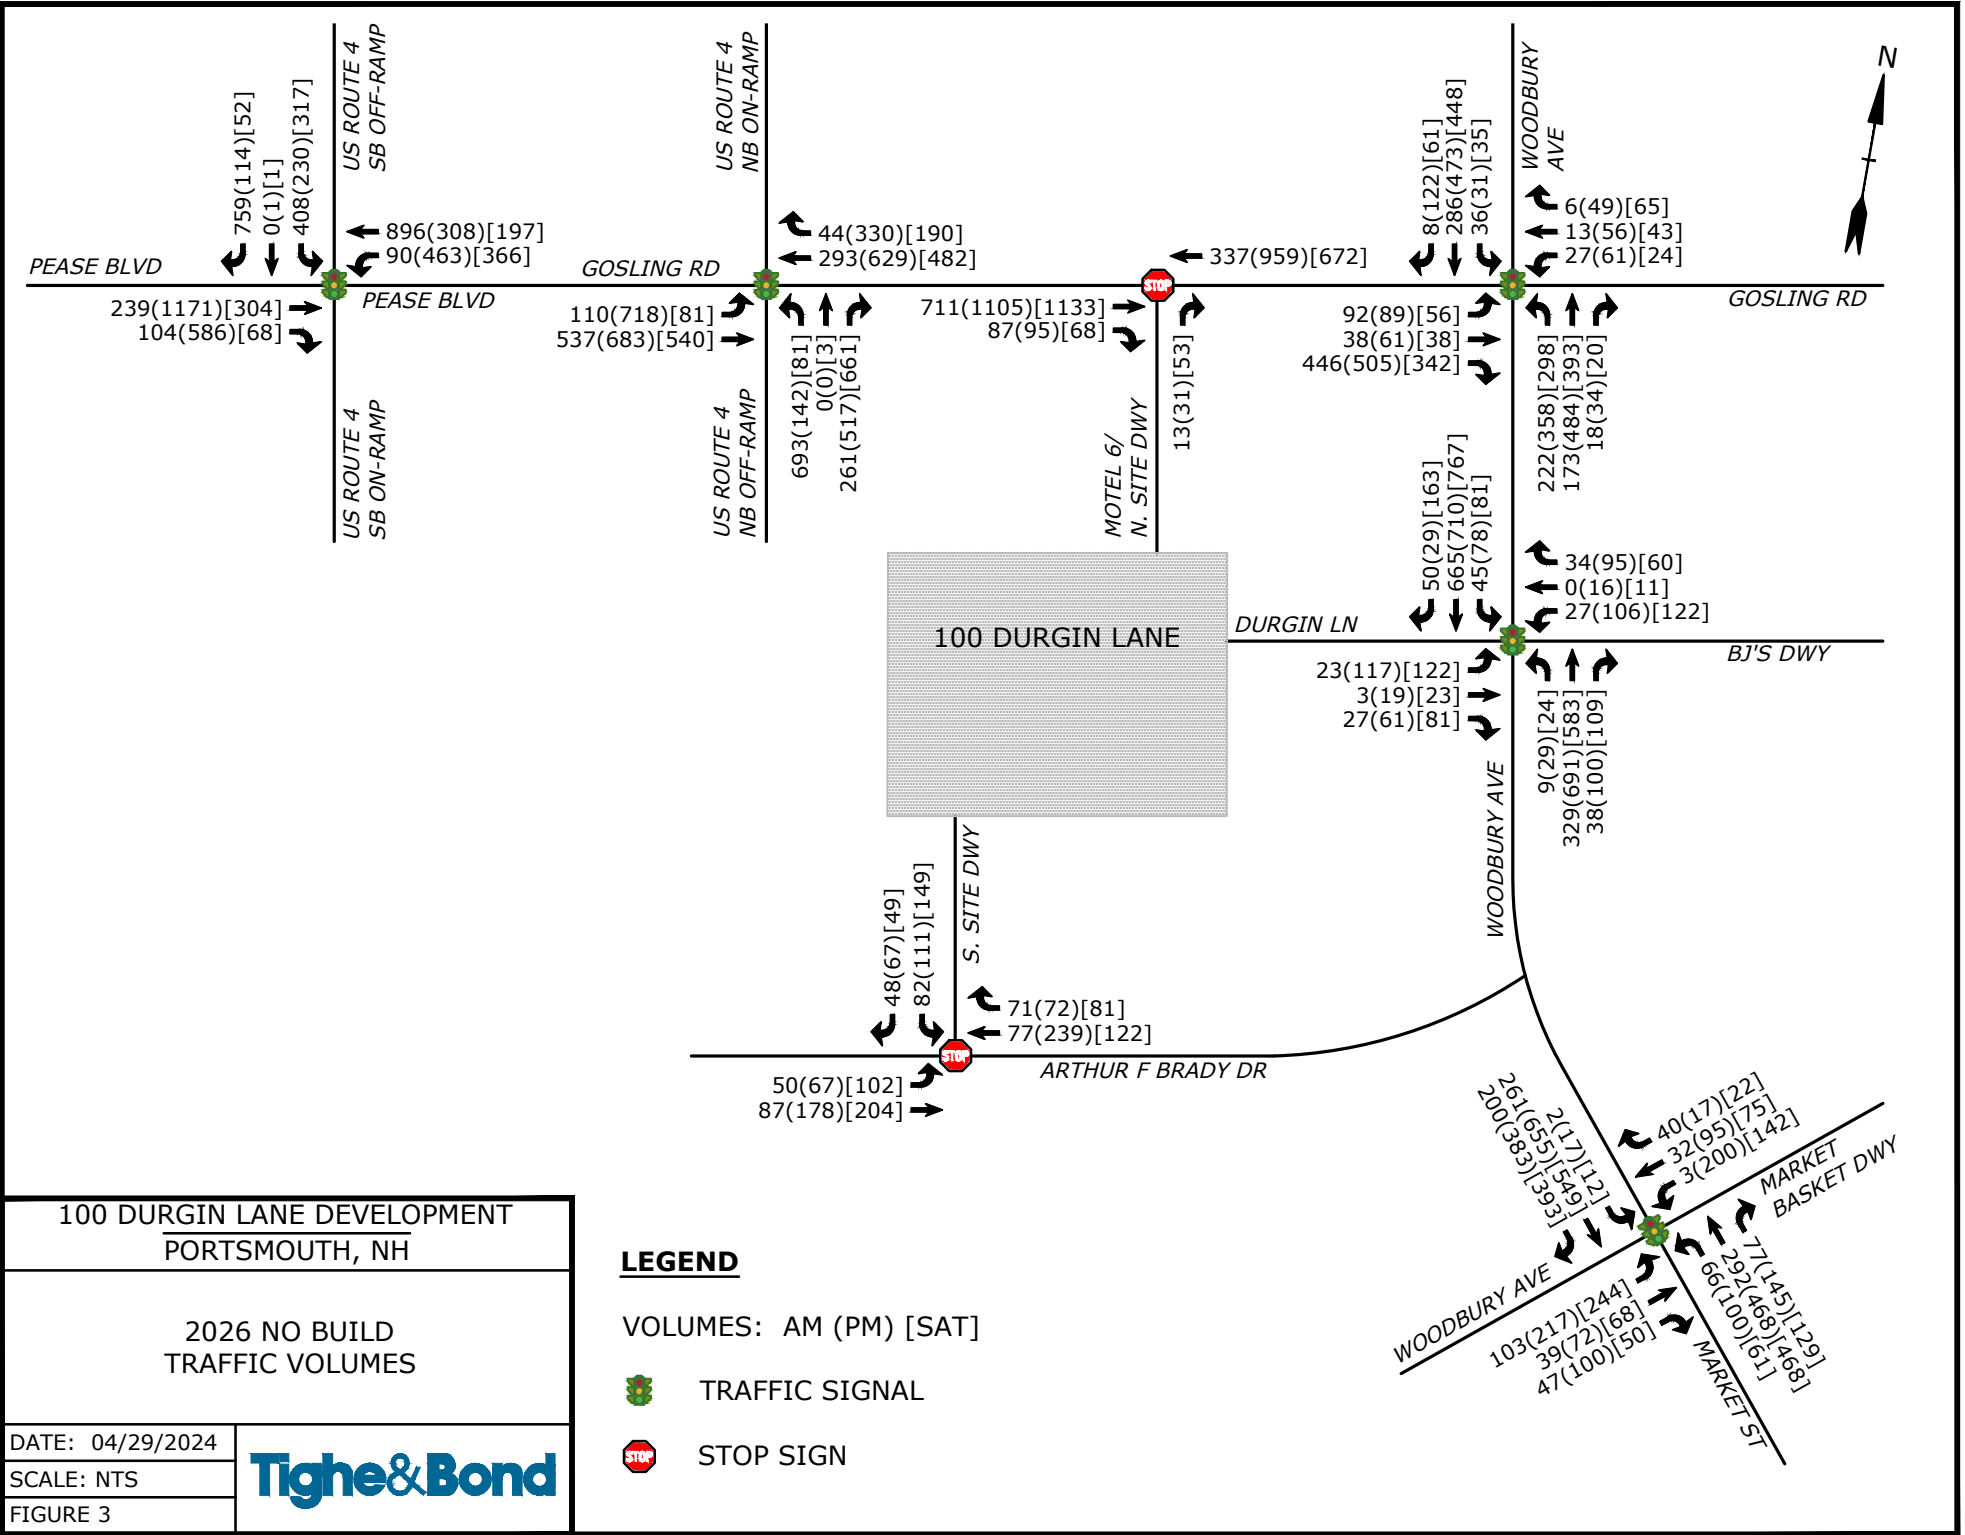 US ROUTE 4
SB OFF-RAMP
759(114)[52]
0(1)[1]
408(230)[317]
896(308)[197]
90(463)[366]
PEASE BLVD
PEASE BLVD
239(1171)[304]
104(586)[68]
US ROUTE 4
SB ON-RAMP
US ROUTE 4
NB ON-RAMP
44(330)[190]
293(629)[482]
GOSLING RD
110(718)[81]
537(683)[540]
693(142)[81]
0(0)[3]
261(517)[661]
US ROUTE 4
NB OFF-RAMP
337(959)[672]
STOP
711(1105)[1133]
87(95)[68]
13(31)[53]
MOTEL 6/
N. SITE DWY
WOODBURY
AVE
8(122)[61]
286(473)[448]
36(31)[35]
6(49)[65]
13(56)[43]
27(61)[24]
GOSLING RD
92(89)[56]
38(61)[38]
446(505)[342]
222(358)[298]
173(484)[393]
18(34)[20]
N
50(29)[163]
665(710)[767]
45(78)[81]
34(95)[60]
0(16)[11]
27(106)[122]
100 DURGIN LANE
DURGIN LN
BJ'S DWY
23(117)[122]
3(19)[23]
27(61)[81]
9(29)[24]
329(691)[583]
38(100)[109]
WOODBURY AVE
S. SITE DWY
48(67)[49]
82(111)[149]
71(72)[81]
77(239)[122]
STOP
ARTHUR F BRADY DR
50(67)[102]
87(178)[204]
2(17)[12]
261(655)[549]
200(383)[393]
40(17)[22]
32(95)[75]
3(200)[142]
MARKET
BASKET DWY
WOODBURY AVE
103(217)[244]
39(72)[68]
47(100)[50]
77(145)[129]
292(468)[468]
66(100)[61]
MARKET ST
100 DURGIN LANE DEVELOPMENT
PORTSMOUTH, NH
2026 NO BUILD
TRAFFIC VOLUMES
DATE: 04/29/2024
SCALE: NTS
FIGURE 3
Tighe&Bond
LEGEND
VOLUMES: AM (PM) [SAT]
TRAFFIC SIGNAL
STOP
STOP SIGN